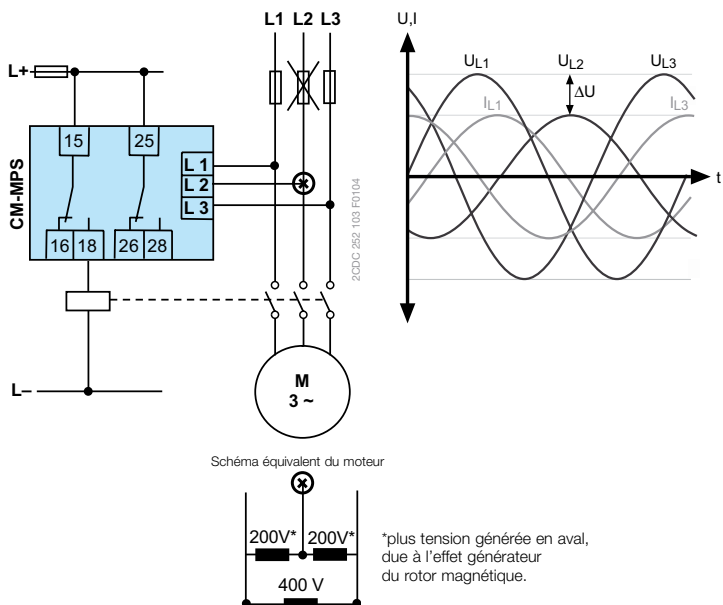 L1 L2 L3
L+
15 25
L 1
L 2
L 3
CM-MPS
16 18 26 28
2CDC 252 103 F0104
L–
M
3 ~
U,I
UL1 UL2 UL3
ΔU
IL1 IL3
t
Schéma équivalent du moteur
200V* 200V*
400 V
*plus tension générée en aval,
due à l'effet générateur
du rotor magnétique.